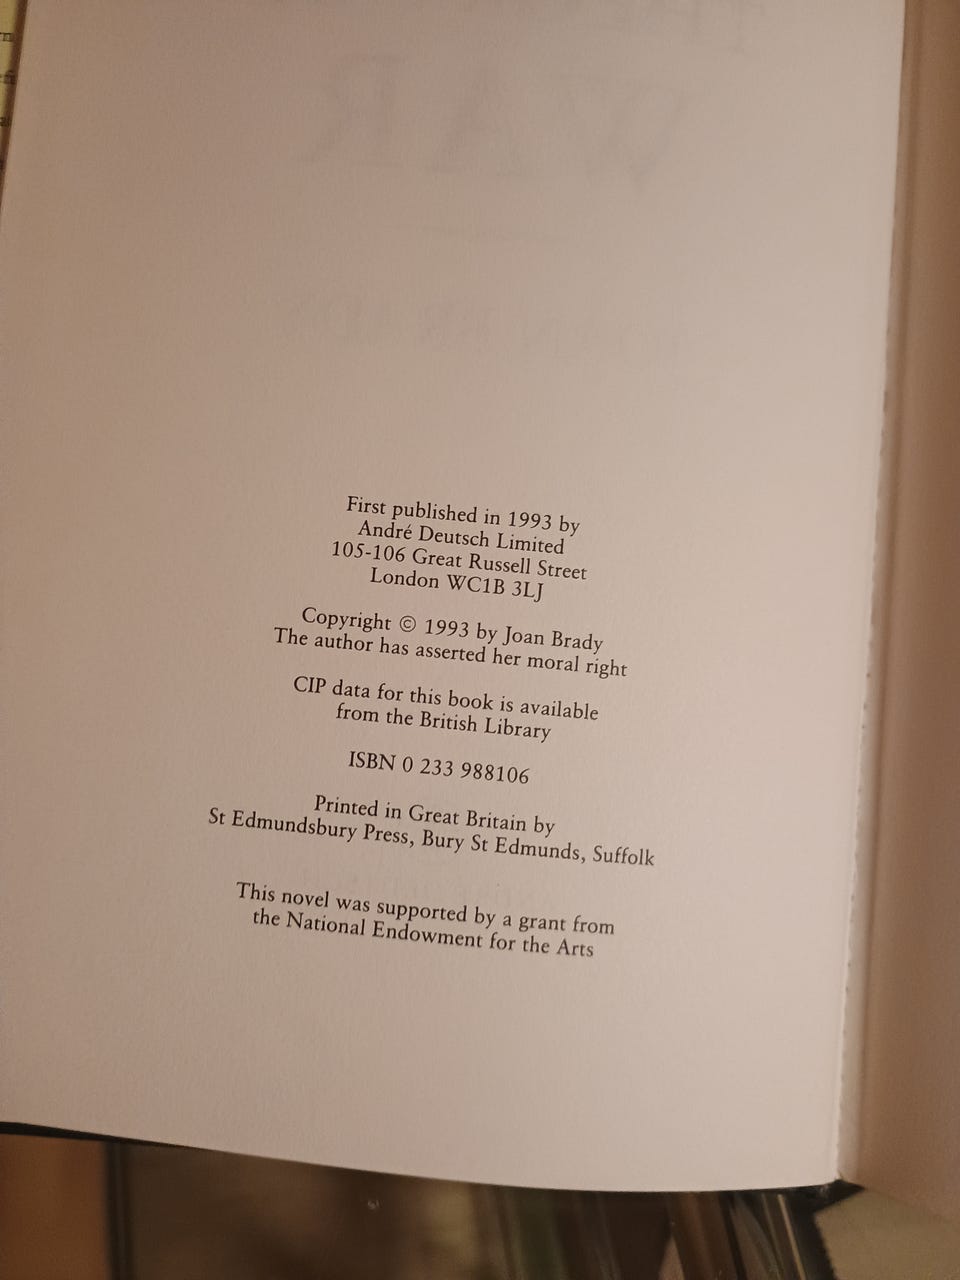 First published in 1993 by
André Deutsch Limited
105-106 Great Russell Street
London WC1B 3LJ
Copyright © 1993 by Joan Brady
The author has asserted her moral right
CIP data for this book is available
from the British Library
ISBN 0 233 988106
Printed in Great Britain by
St Edmundsbury Press, Bury St Edmunds, Suffolk
This novel was supported by a grant from
the National Endowment for the Arts